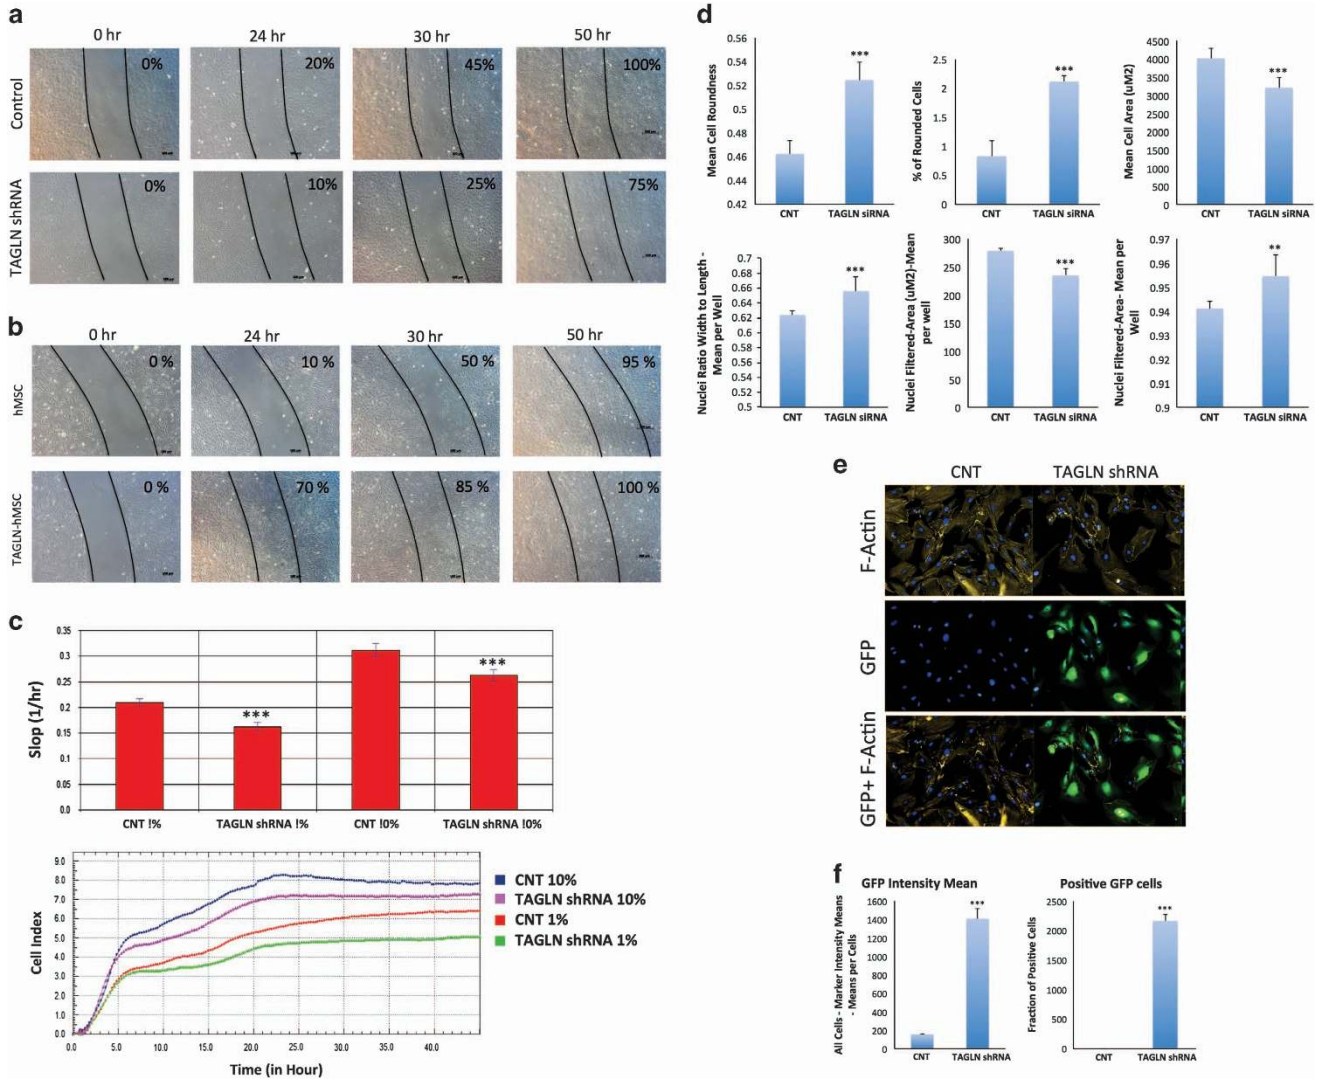 a
0 hr
24 hr
30 hr
50 hr
Control
0%
20%
45%
100%
TAGLN shRNA
0%
10%
25%
75%
b
0 hr
24 hr
30 hr
50 hr
hMSC
0 %
10 %
50 %
95 %
TAGLN-hMSC
0 %
70 %
85 %
100 %
c
Slop (1/hr)
0.35
0.3
0.25
0.2
0.15
0.1
0.05
0.0
***
***
CNT !%
TAGLN shRNA !%
CNT !0%
TAGLN shRNA !0%
Cell Index
9.0
8.0
7.0
6.0
5.0
4.0
3.0
2.0
1.0
0.0
0.0
5.0
10.0
15.0
20.0
25.0
30.0
35.0
40.0
Time (in Hour)
CNT 10%
TAGLN shRNA 10%
CNT 1%
TAGLN shRNA 1%
d
Mean Cell Roundness
0.56
0.54
0.52
0.5
0.48
0.46
0.44
0.42
***
CNT
TAGLN siRNA
% of Rounded Cells
2.5
2
1.5
1
0.5
0
***
CNT
TAGLN siRNA
Mean Cell Area (uM2)
4500
4000
3500
3000
2500
2000
1500
1000
500
0
***
CNT
TAGLN siRNA
Nuclei Ratio Width to Length -
Mean per Well
0.7
0.68
0.66
0.64
0.62
0.6
0.58
0.56
0.54
0.52
0.5
***
CNT
TAGLN siRNA
Nuclei Filtered-Area (uM2)-Mean
per well
300
250
200
150
100
50
0
***
CNT
TAGLN siRNA
Nuclei Filtered-Area- Mean per
Well
0.97
0.96
0.95
0.94
0.93
0.92
0.91
0.9
**
CNT
TAGLN siRNA
e
CNT
TAGLN shRNA
F-Actin
GFP
GFP+ F-Actin
f
GFP Intensity Mean
All Cells - Marker Intensity Means
- Means per Cells
1600
1400
1200
1000
800
600
400
200
0
***
CNT
TAGLN shRNA
Positive GFP cells
Fraction of Positive Cells
2500
2000
1500
1000
500
0
***
CNT
TAGLN shRNA